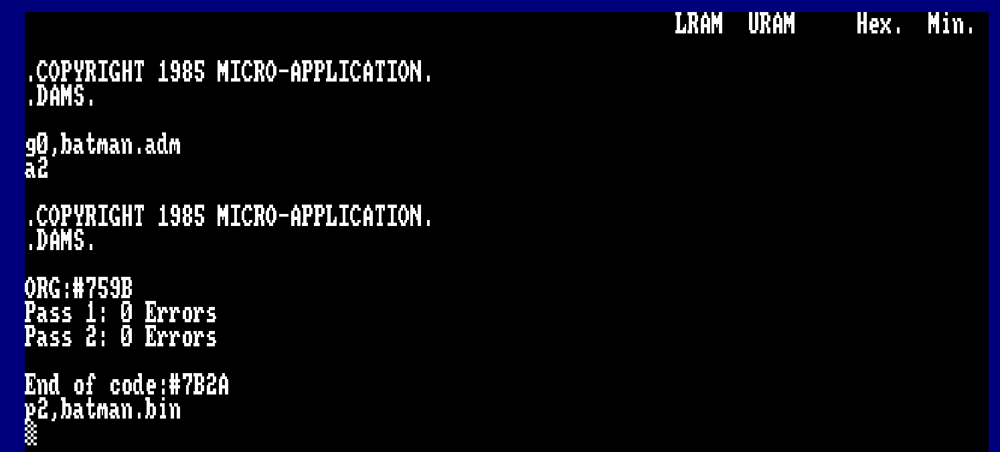 LRAM URAM Hex. Min.
.COPYRIGHT 1985 MICRO-APPLICATION.
.DAMS.
g0,batman.adm
a2
.COPYRIGHT 1985 MICRO-APPLICATION.
.DAMS.
ORG:#759B
Pass 1: 0 Errors
Pass 2: 0 Errors
End of code:#7B2A
p2,batman.bin